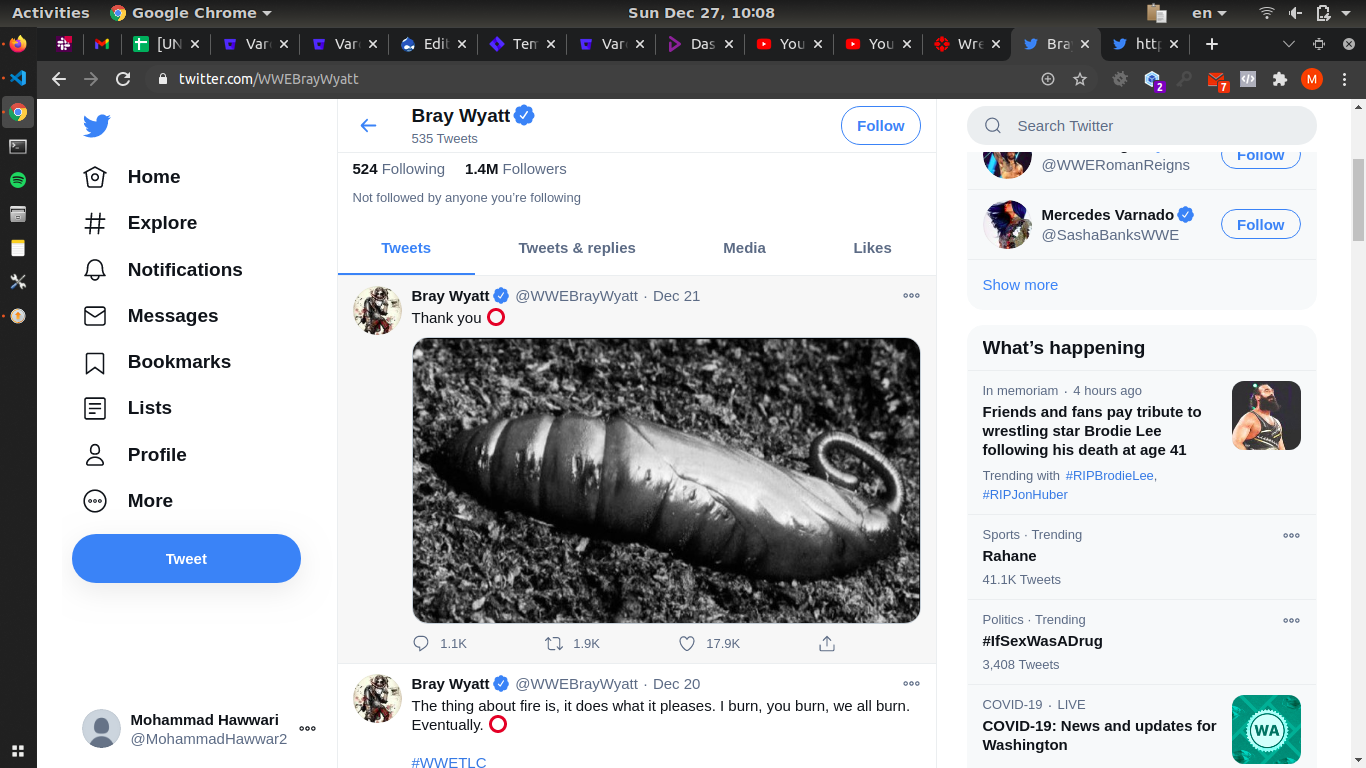 Activities
Google Chrome
Sun Dec 27, 10:08
en
[UN
Varo
Varo
Edit
Tem
Varo
Das
You
You
Wre
Bray
http
twitter.com/WWEBrayWyatt
2
7
M
Home
Explore
Notifications
Messages
Bookmarks
Lists
Profile
More
Tweet
Mohammad Hawwari
@MohammadHawwar2
Bray Wyatt
535 Tweets
Follow
524 Following 1.4M Followers
Not followed by anyone you’re following
Tweets
Tweets & replies
Media
Likes
Bray Wyatt @WWEBrayWyatt · Dec 21
Thank you ⭕
1.1K
1.9K
17.9K
Bray Wyatt @WWEBrayWyatt · Dec 20
The thing about fire is, it does what it pleases. I burn, you burn, we all burn.
Eventually. ⭕
#WWETLC
Search Twitter
@WWERomanReigns
Follow
Mercedes Varnado
@SashaBanksWWE
Follow
Show more
What’s happening
In memoriam · 4 hours ago
Friends and fans pay tribute to
wrestling star Brodie Lee
following his death at age 41
Trending with #RIPBrodieLee,
#RIPJonHuber
Sports · Trending
Rahane
41.1K Tweets
Politics · Trending
#IfSexWasADrug
3,408 Tweets
COVID-19 · LIVE
COVID-19: News and updates for
Washington
WA